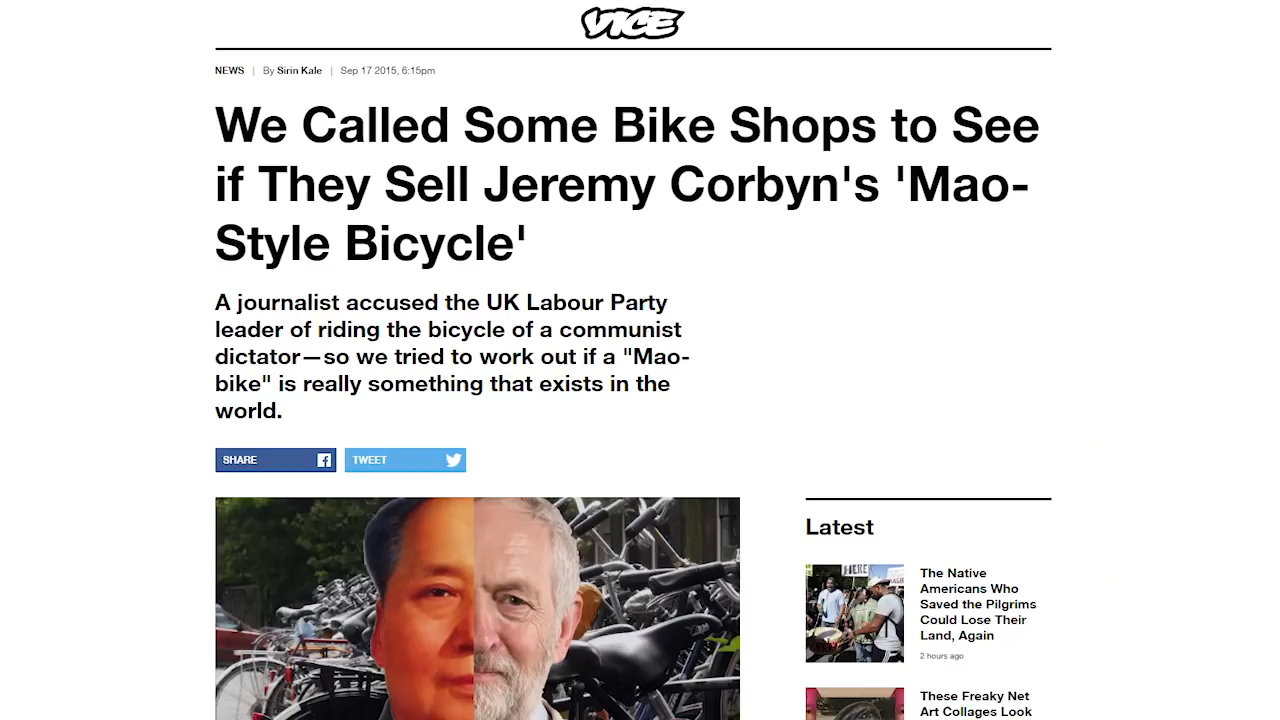 VICE
NEWS | By Sirin Kale | Sep 17 2015, 6:15pm
We Called Some Bike Shops to See
if They Sell Jeremy Corbyn's 'Mao-
Style Bicycle'
A journalist accused the UK Labour Party
leader of riding the bicycle of a communist
dictator—so we tried to work out if a "Mao-
bike" is really something that exists in the
world.
SHARE
TWEET
Latest
HERE
The Native
Americans Who
Saved the Pilgrims
Could Lose Their
Land, Again
2 hours ago
These Freaky Net
Art Collages Look